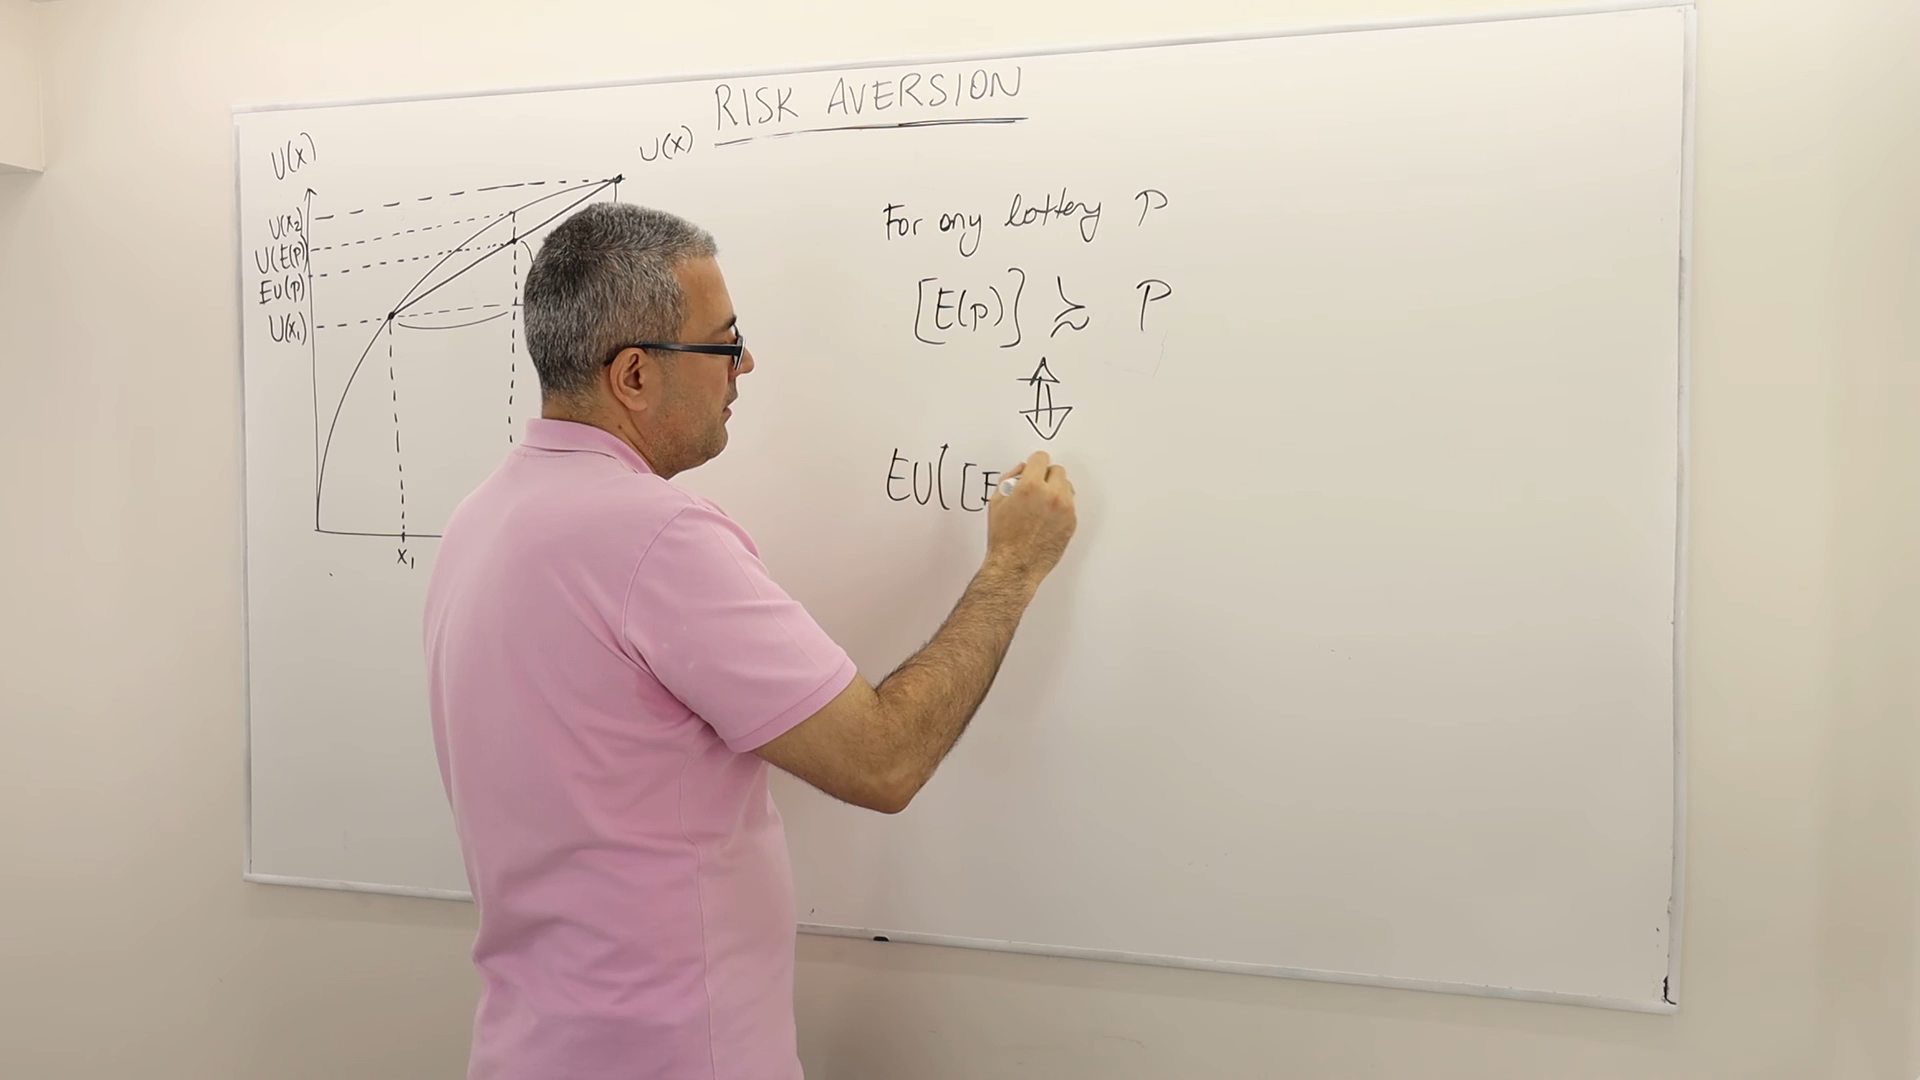 RISK AVERSION
U(x)
U(x)
U(x₂)
U(E(p))
EU(p)
U(x₁)
x₁
For any lottery P
[E(p)] ≿ P
⇕
EU([E